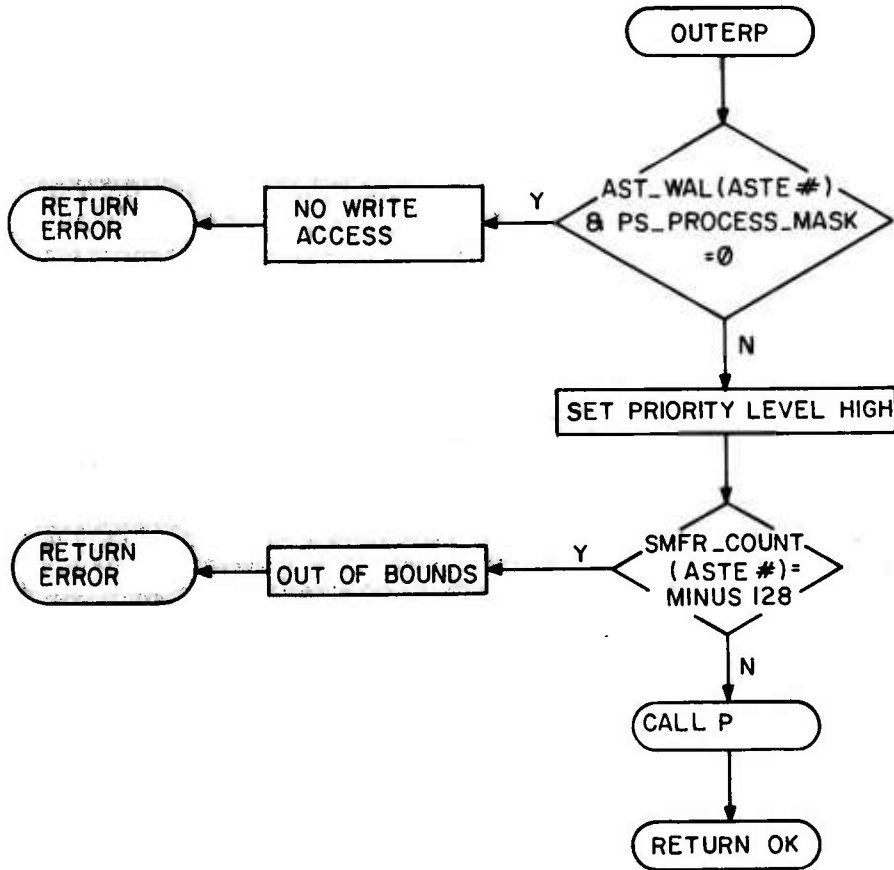 OUTERP
AST_WAL(ASTE #)
& PS_PROCESS_MASK
=0
Y
NO WRITE
ACCESS
RETURN
ERROR
N
SET PRIORITY LEVEL HIGH
SMFR_COUNT
(ASTE #)=
MINUS 128
Y
OUT OF BOUNDS
RETURN
ERROR
N
CALL P
RETURN OK